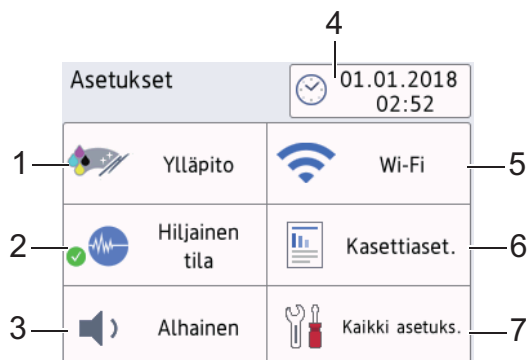 4
Asetukset
01.01.2018
02:52
1
Ylläpito
Wi-Fi
5
2
Hiljainen
tila
Kasettiaset.
6
3
Alhainen
Kaikki asetuks.
7